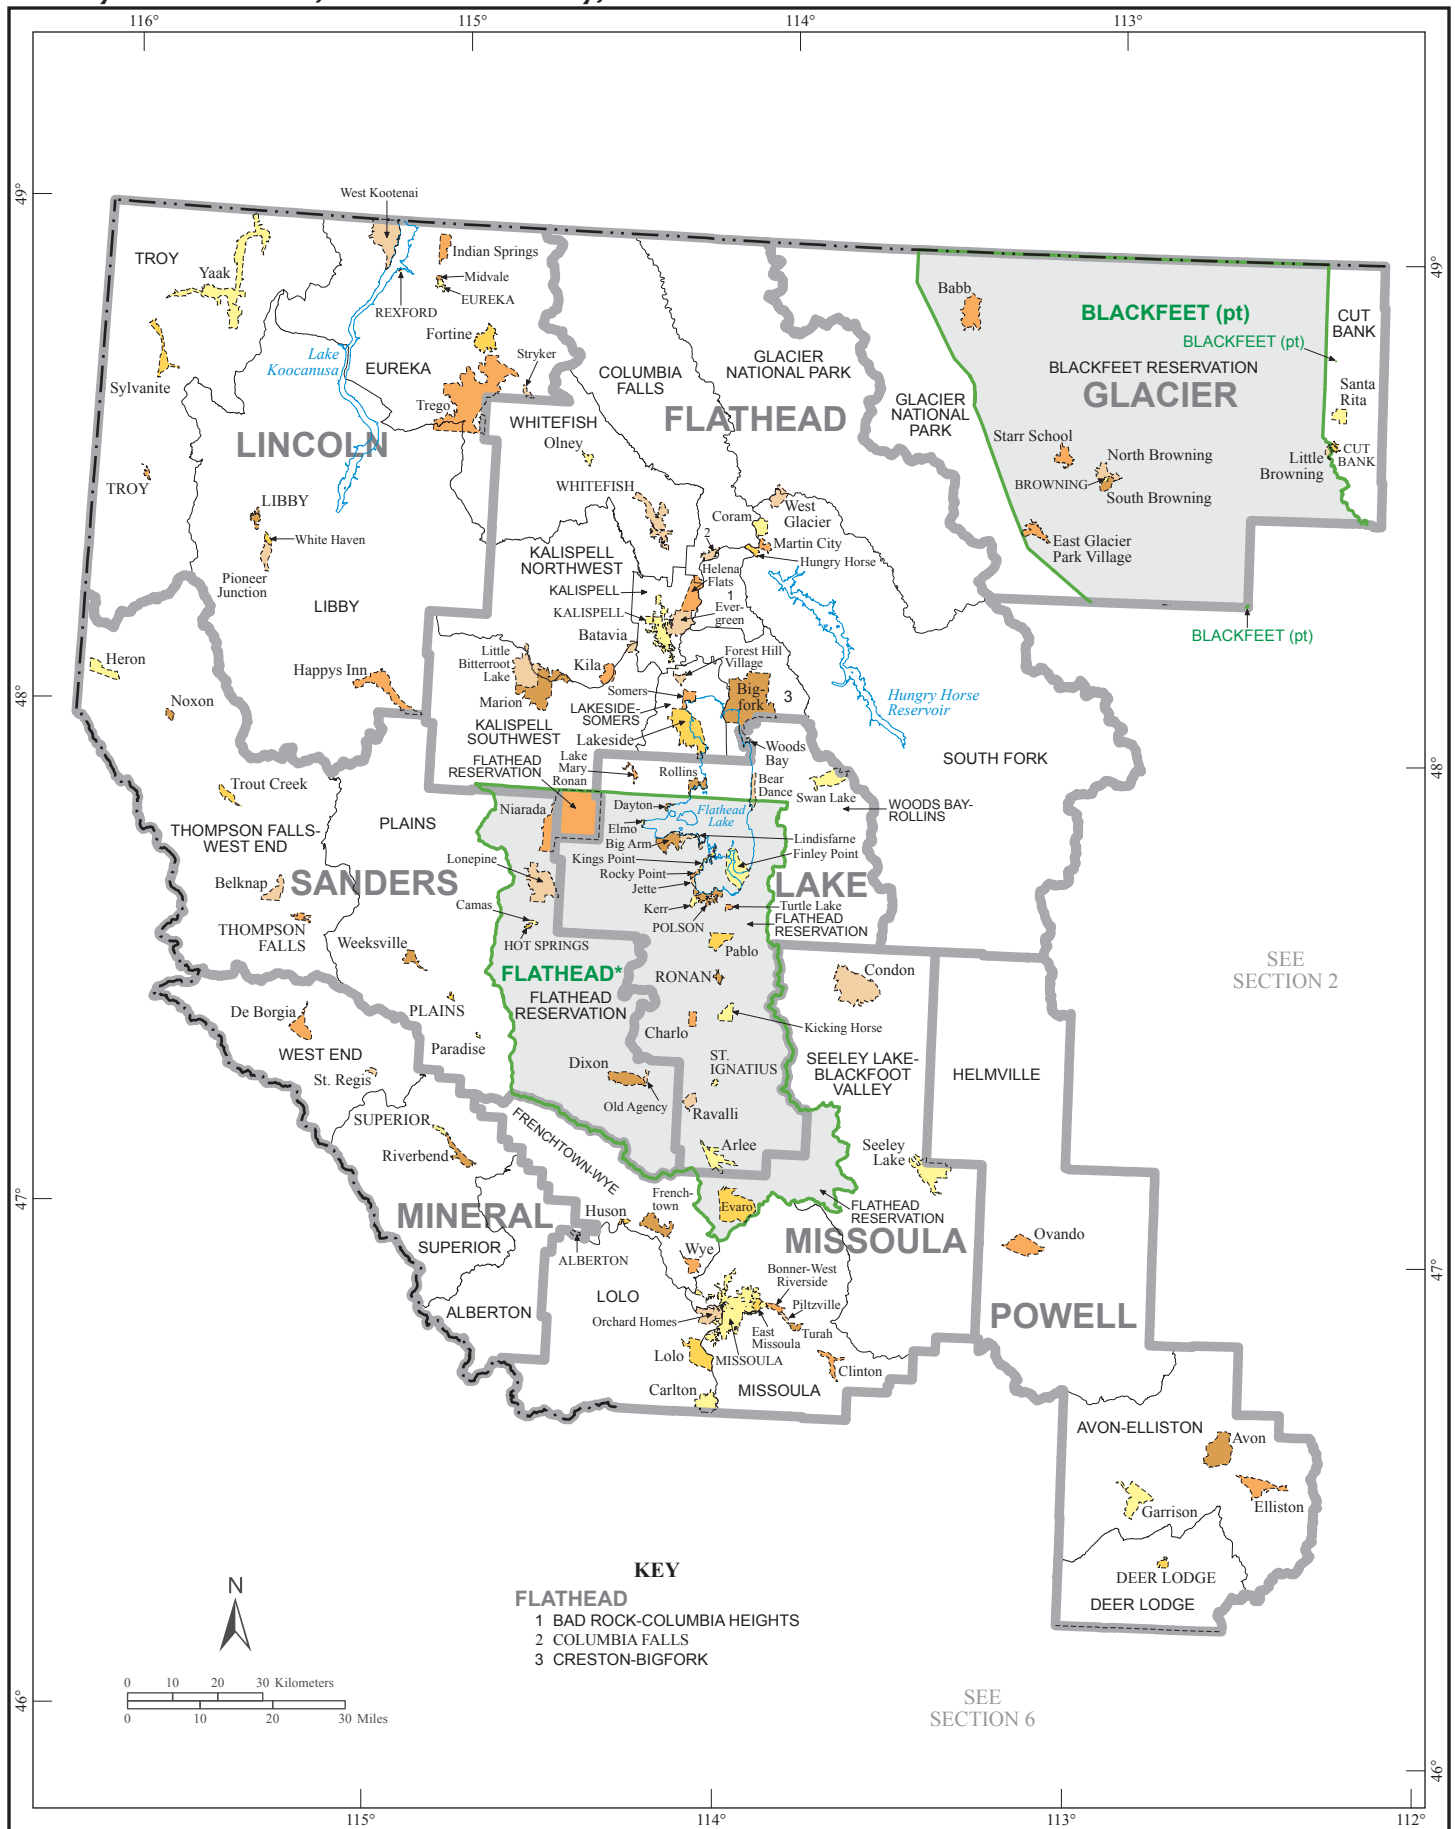 116°
115°
114°
113°
49°
49°
48°
48°
47°
47°
46°
46°
West Kootenai
TROY
Yaak
Indian Springs
Midvale
EUREKA
REXFORD
Fortine
Lake
Koocanusa
EUREKA
Stryker
Sylvanite
Trego
LINCOLN
TROY
LIBBY
White Haven
Pioneer
Junction
LIBBY
Heron
Noxon
Happys Inn
COLUMBIA
FALLS
GLACIER
NATIONAL PARK
FLATHEAD
WHITEFISH
Olney
WHITEFISH
GLACIER
NATIONAL
PARK
Babb
BLACKFEET (pt)
BLACKFEET (pt)
CUT
BANK
BLACKFEET RESERVATION
GLACIER
Santa
Rita
Starr School
North Browning
BROWNING
South Browning
Little
Browning
CUT
BANK
East Glacier
Park Village
BLACKFEET (pt)
West
Glacier
Coram
2
Martin City
Hungry Horse
KALISPELL
NORTHWEST
Helena
Flats
1
KALISPELL
KALISPELL
Ever-
green
Batavia
Forest Hill
Village
Little
Bitterroot
Lake
Kila
Marion
Somers
Big-
fork
3
LAKESIDE-
SOMERS
Lakeside
KALISPELL
SOUTHWEST
Hungry Horse
Reservoir
SOUTH FORK
FLATHEAD
RESERVATION
Lake
Mary
Ronan
Rollins
Woods
Bay
Bear
Dance
Swan Lake
WOODS BAY-
ROLLINS
Trout Creek
Niarada
Dayton
Flathead
Lake
Elmo
Big Arm
Lindisfarne
Kings Point
Finley Point
Rocky Point
Jette
THOMPSON FALLS-
WEST END
PLAINS
Lonepine
SANDERS
LAKE
Belknap
Camas
Kerr
Turtle Lake
POLSON
FLATHEAD
RESERVATION
THOMPSON
FALLS
Weeksville
HOT SPRINGS
Pablo
FLATHEAD*
FLATHEAD
RESERVATION
RONAN
Condon
De Borgia
PLAINS
Kicking Horse
Charlo
WEST END
Paradise
St. Regis
Dixon
ST.
IGNATIUS
SEELEY LAKE-
BLACKFOOT
VALLEY
HELMVILLE
Old Agency
Ravalli
SUPERIOR
FRENCHTOWN-WYE
Riverbend
Arlee
Seeley
Lake
MINERAL
SUPERIOR
Huson
French-
town
Evaro
FLATHEAD
RESERVATION
ALBERTON
Wye
MISSOULA
Ovando
ALBERTON
LOLO
Bonner-West
Riverside
Orchard Homes
Piltzville
East
Missoula
Turah
POWELL
Lolo
MISSOULA
Clinton
Carlton
MISSOULA
AVON-ELLISTON
Avon
Garrison
Elliston
DEER LODGE
DEER LODGE
SEE
SECTION 2
SEE
SECTION 6
KEY
FLATHEAD
1 BAD ROCK-COLUMBIA HEIGHTS
2 COLUMBIA FALLS
3 CRESTON-BIGFORK
N
0 10 20 30 Kilometers
0 10 20 30 Miles
115°
114°
113°
112°